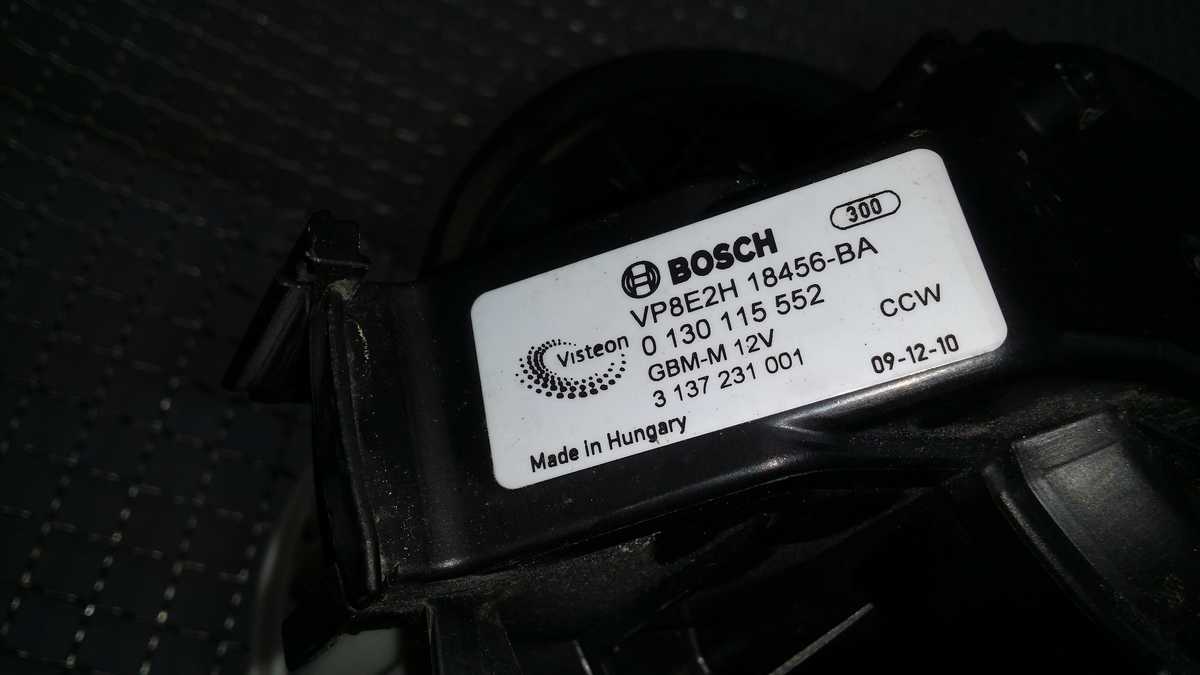 300
BOSCH
VP8E2H 18456-BA
Visteon
0 130 115 552
CCW
GBM-M 12V
3 137 231 001
09-12-10
Made in Hungary